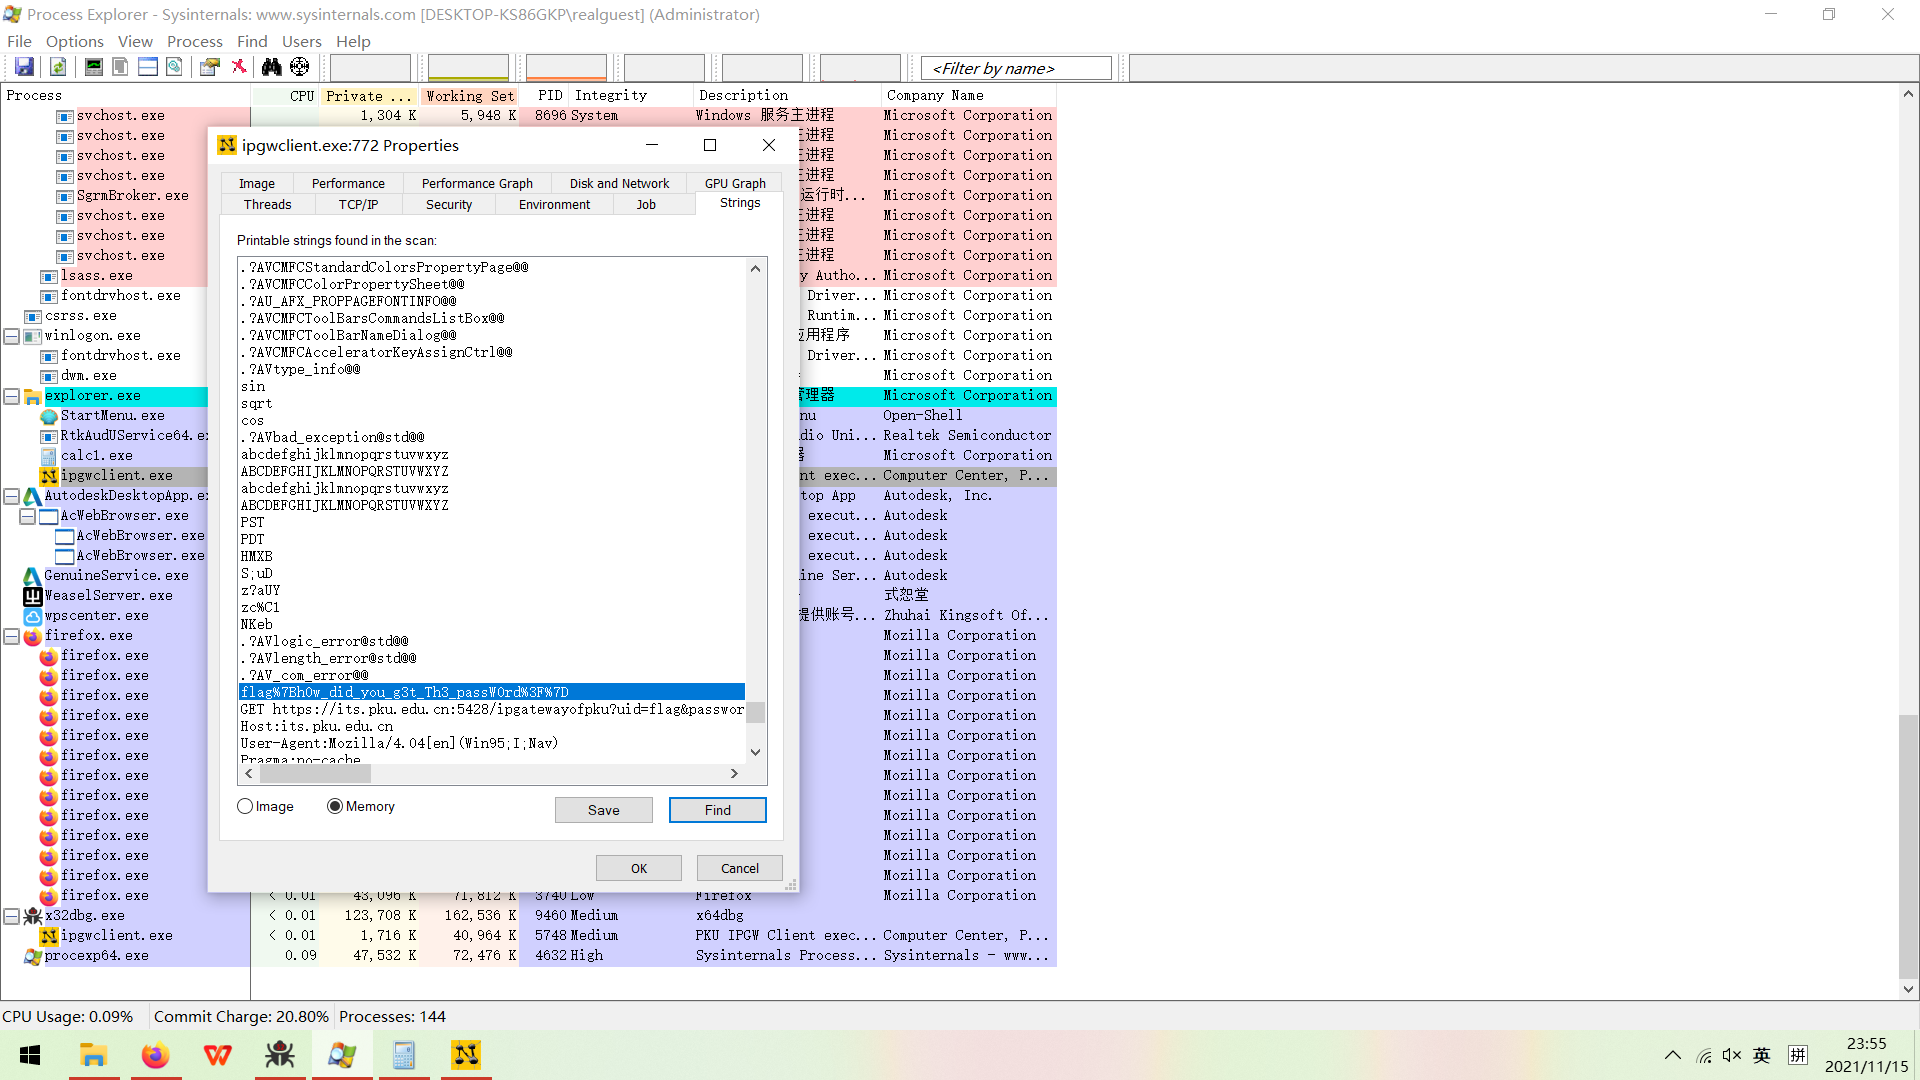 Process Explorer - Sysinternals: www.sysinternals.com [DESKTOP-KS86GKP\realguest] (Administrator)
File Options View Process Find Users Help
<Filter by name>
Process CPU Private ... Working Set PID Integrity Description Company Name
svchost.exe 1,304 K 5,948 K 8696 System Windows 服务主进程 Microsoft Corporation
svchost.exe 主进程 Microsoft Corporation
svchost.exe 主进程 Microsoft Corporation
svchost.exe 主进程 Microsoft Corporation
SgrmBroker.exe 运行时... Microsoft Corporation
svchost.exe 主进程 Microsoft Corporation
svchost.exe 主进程 Microsoft Corporation
svchost.exe 主进程 Microsoft Corporation
lsass.exe y Autho... Microsoft Corporation
fontdrvhost.exe Driver... Microsoft Corporation
csrss.exe Runtim... Microsoft Corporation
winlogon.exe 应用程序 Microsoft Corporation
fontdrvhost.exe Driver... Microsoft Corporation
dwm.exe Microsoft Corporation
explorer.exe 管理器 Microsoft Corporation
StartMenu.exe nu Open-Shell
RtkAudUService64.ex dio Uni... Realtek Semiconductor
calc1.exe 器 Microsoft Corporation
ipgwclient.exe nt exec... Computer Center, P...
AutodeskDesktopApp.ex top App Autodesk, Inc.
AcWebBrowser.exe execut... Autodesk
AcWebBrowser.exe execut... Autodesk
AcWebBrowser.exe execut... Autodesk
GenuineService.exe ine Ser... Autodesk
WeaselServer.exe 式恕堂
wpscenter.exe 提供账号... Zhuhai Kingsoft Of...
firefox.exe Mozilla Corporation
firefox.exe Mozilla Corporation
firefox.exe Mozilla Corporation
firefox.exe Mozilla Corporation
firefox.exe Mozilla Corporation
firefox.exe Mozilla Corporation
firefox.exe Mozilla Corporation
firefox.exe Mozilla Corporation
firefox.exe Mozilla Corporation
firefox.exe Mozilla Corporation
firefox.exe Mozilla Corporation
firefox.exe Mozilla Corporation
firefox.exe Mozilla Corporation
firefox.exe < 0.01 43,096 K 71,812 K 3740 Low Firefox Mozilla Corporation
x32dbg.exe < 0.01 123,708 K 162,536 K 9460 Medium x64dbg
ipgwclient.exe < 0.01 1,716 K 40,964 K 5748 Medium PKU IPGW Client exec... Computer Center, P...
procexp64.exe 0.09 47,532 K 72,476 K 4632 High Sysinternals Process... Sysinternals - www...
ipgwclient.exe:772 Properties
Image Performance Performance Graph Disk and Network GPU Graph
Threads TCP/IP Security Environment Job Strings
Printable strings found in the scan:
.?AVCMFCStandardColorsPropertyPage@@
.?AVCMFCColorPropertySheet@@
.?AU_AFX_PROPPAGEFONTINFO@@
.?AVCMFCToolBarsCommandsListBox@@
.?AVCMFCToolBarNameDialog@@
.?AVCMFCAcceleratorKeyAssignCtrl@@
.?AVtype_info@@
sin
sqrt
cos
.?AVbad_exception@std@@
abcdefghijklmnopqrstuvwxyz
ABCDEFGHIJKLMNOPQRSTUVWXYZ
abcdefghijklmnopqrstuvwxyz
ABCDEFGHIJKLMNOPQRSTUVWXYZ
PST
PDT
HMXB
S;uD
z?aUY
zc%C1
NKeb
.?AVlogic_error@std@@
.?AVlength_error@std@@
.?AV_com_error@@
flag%7Bh0w_did_you_g3t_Th3_passW0rd%3F%7D
GET https://its.pku.edu.cn:5428/ipgatewayofpku?uid=flag&passwor
Host:its.pku.edu.cn
User-Agent:Mozilla/4.04[en](Win95;I;Nav)
Pragma:no-cache
Image Memory Save Find
OK Cancel
CPU Usage: 0.09% Commit Charge: 20.80% Processes: 144
英 拼
23:55
2021/11/15